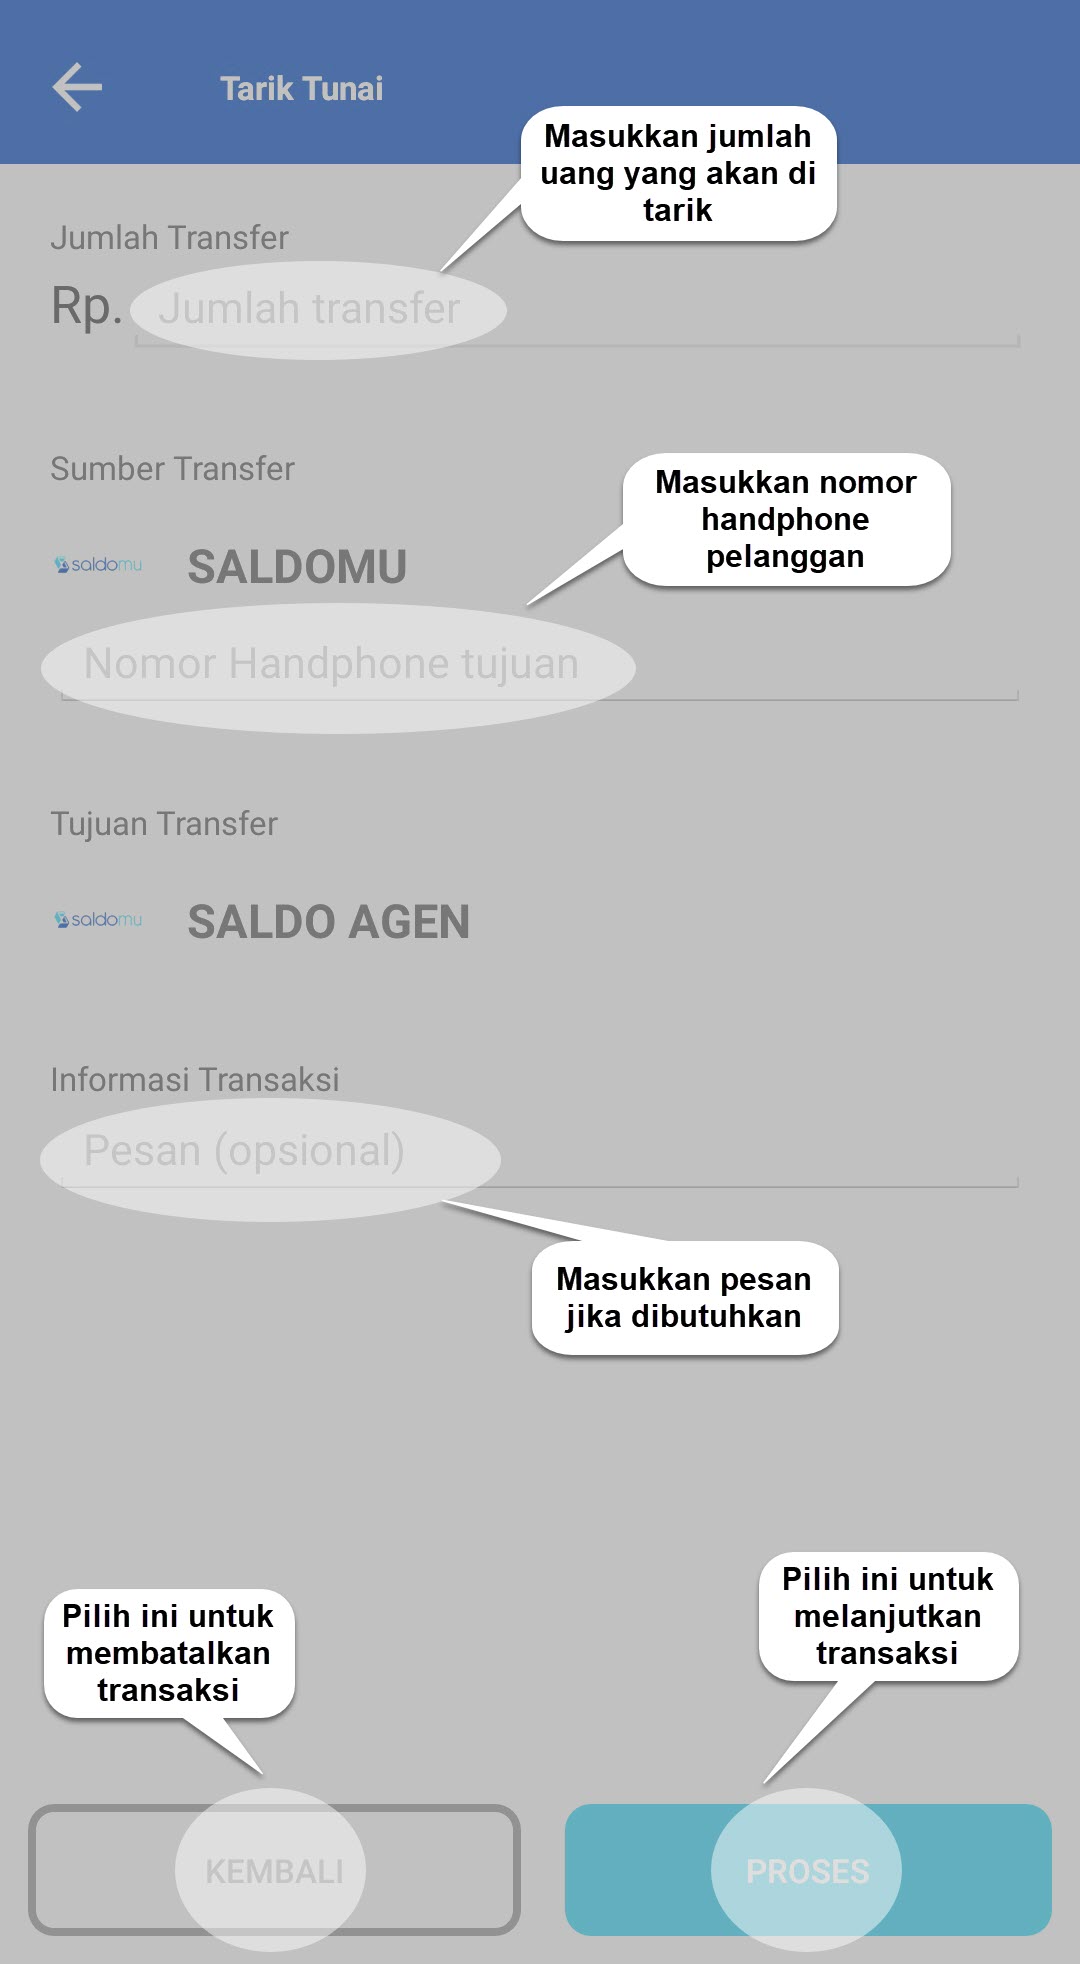 Tarik Tunai
Masukkan jumlah
uang yang akan di
tarik
Jumlah Transfer
Rp. Jumlah transfer
Sumber Transfer
Masukkan nomor
handphone
pelanggan
saldomu SALDOMU
Nomor Handphone tujuan
Tujuan Transfer
saldomu SALDO AGEN
Informasi Transaksi
Pesan (opsional)
Masukkan pesan
jika dibutuhkan
Pilih ini untuk
membatalkan
transaksi
Pilih ini untuk
melanjutkan
transaksi
KEMBALI
PROSES